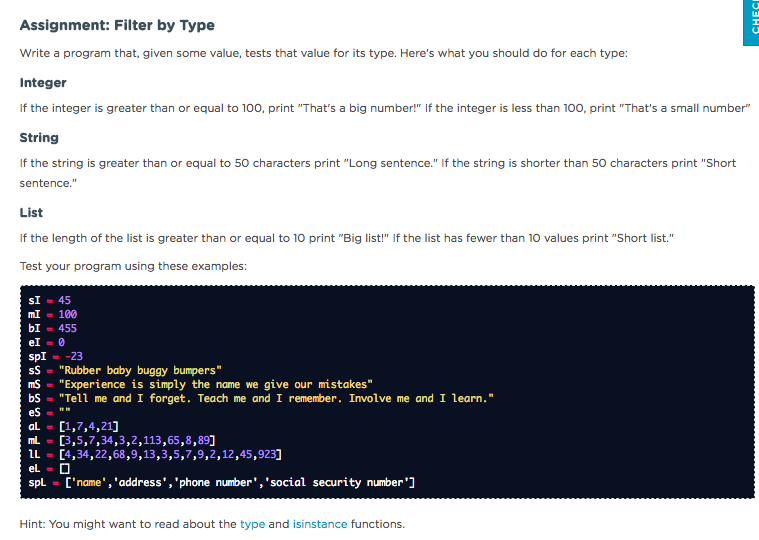 CHEC
Assignment: Filter by Type
Write a program that, given some value, tests that value for its type. Here's what you should do for each type:
Integer
If the integer is greater than or equal to 100, print "That's a big number!" If the integer is less than 100, print "That's a small number"
String
If the string is greater than or equal to 50 characters print "Long sentence." If the string is shorter than 50 characters print "Short
sentence."
List
If the length of the list is greater than or equal to 10 print "Big list!" If the list has fewer than 10 values print "Short list."
Test your program using these examples:
sI = 45
mI = 100
bI = 455
eI = 0
spI = -23
sS = "Rubber baby buggy bumpers"
mS = "Experience is simply the name we give our mistakes"
bS = "Tell me and I forget. Teach me and I remember. Involve me and I learn."
eS = ""
aL = [1,7,4,21]
mL = [3,5,7,34,3,2,113,65,8,89]
lL = [4,34,22,68,9,13,3,5,7,9,2,12,45,923]
eL = []
spL = ['name','address','phone number','social security number']
Hint: You might want to read about the type and isinstance functions.